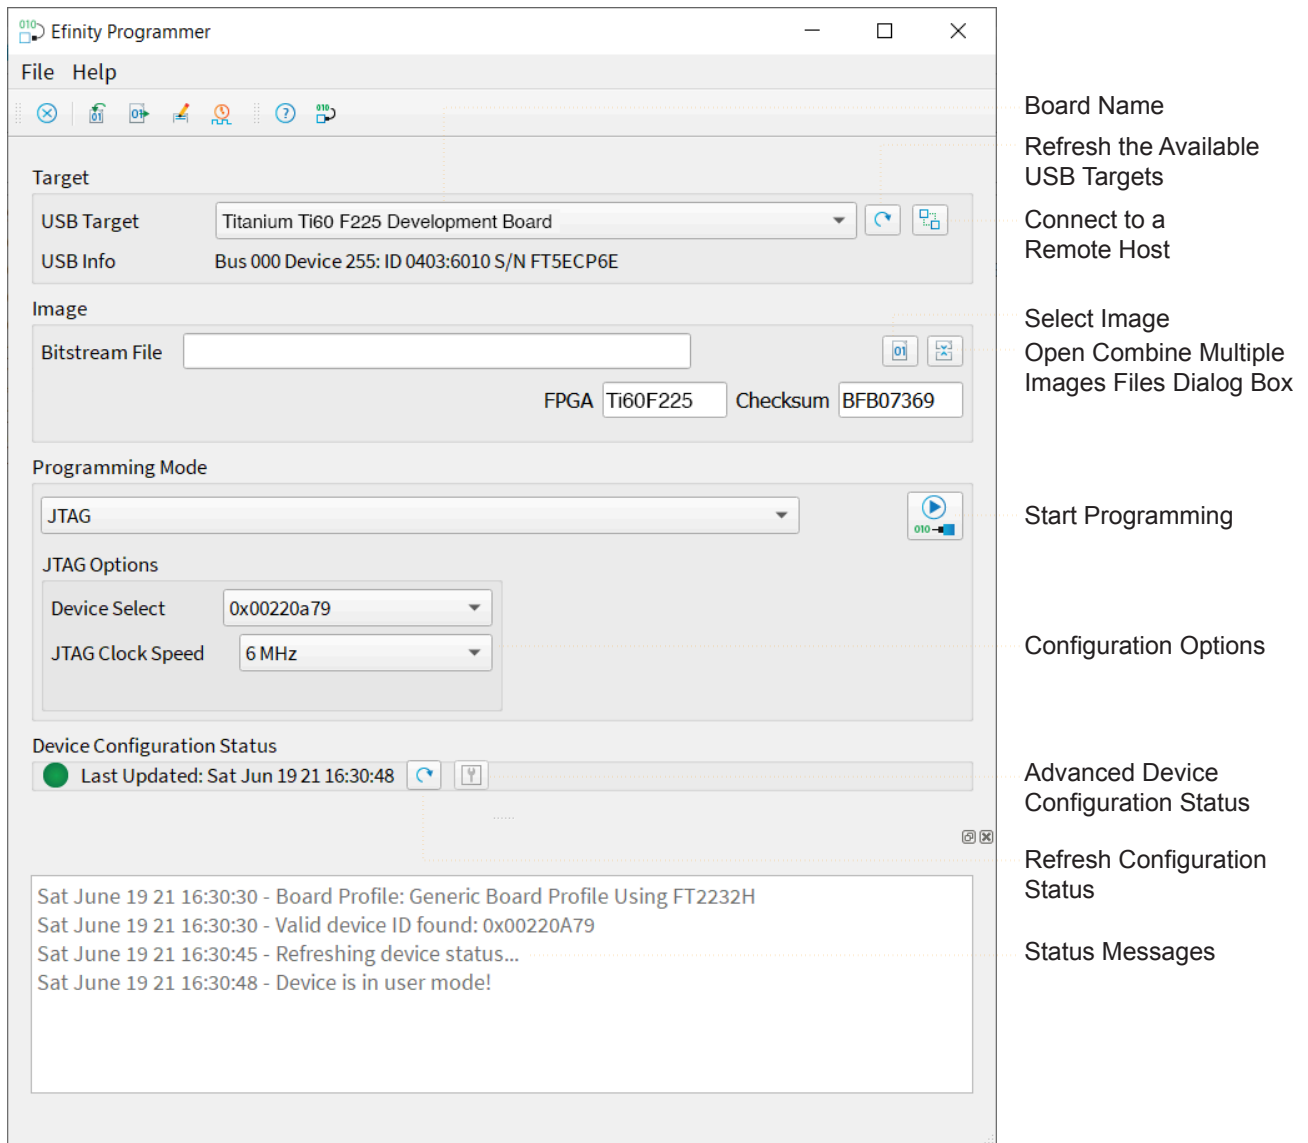 Efinity Programmer
File Help
Target
USB Target Titanium Ti60 F225 Development Board
USB Info Bus 000 Device 255: ID 0403:6010 S/N FT5ECP6E
Image
Bitstream File
FPGA Ti60F225 Checksum BFB07369
Programming Mode
JTAG
JTAG Options
Device Select 0x00220a79
JTAG Clock Speed 6 MHz
Device Configuration Status
Last Updated: Sat Jun 19 21 16:30:48
Sat June 19 21 16:30:30 - Board Profile: Generic Board Profile Using FT2232H
Sat June 19 21 16:30:30 - Valid device ID found: 0x00220A79
Sat June 19 21 16:30:45 - Refreshing device status...
Sat June 19 21 16:30:48 - Device is in user mode!
Board Name
Refresh the Available
USB Targets
Connect to a
Remote Host
Select Image
Open Combine Multiple
Images Files Dialog Box
Start Programming
Configuration Options
Advanced Device
Configuration Status
Refresh Configuration
Status
Status Messages